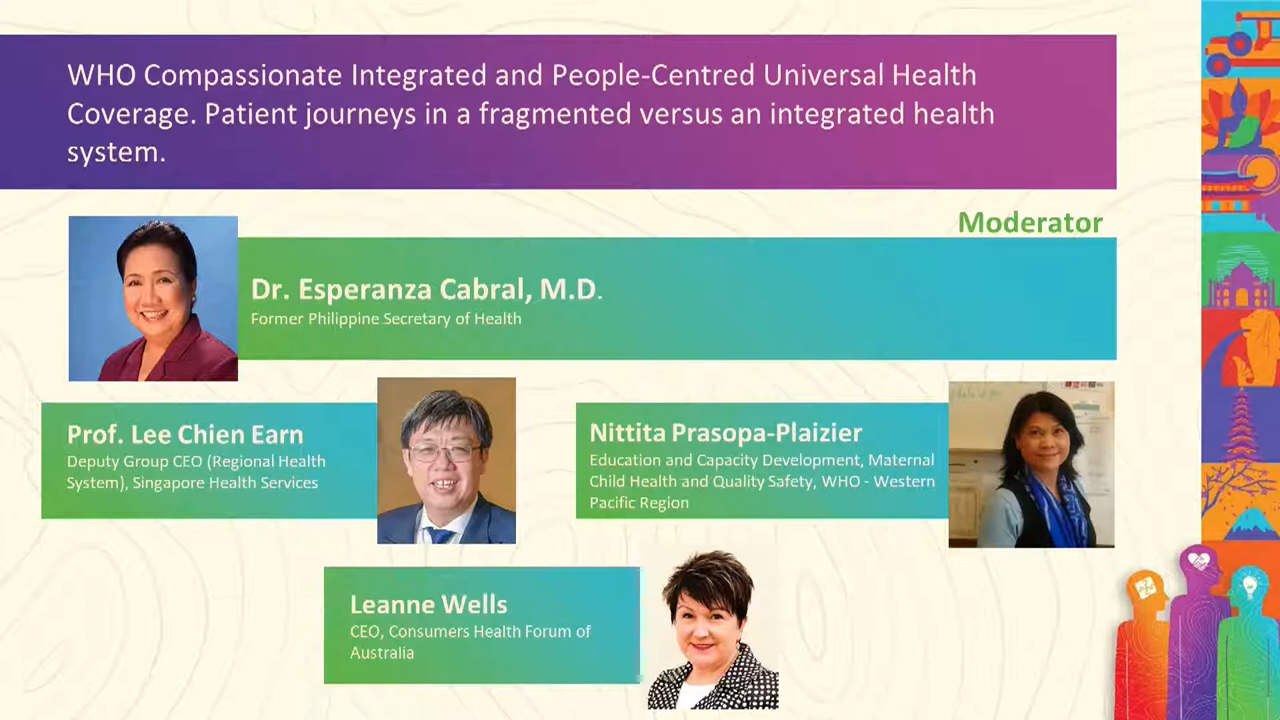 WHO Compassionate Integrated and People-Centred Universal Health
Coverage. Patient journeys in a fragmented versus an integrated health
system.
Moderator
Dr. Esperanza Cabral, M.D.
Former Philippine Secretary of Health
Prof. Lee Chien Earn
Deputy Group CEO (Regional Health
System), Singapore Health Services
Nittita Prasopa-Plaizier
Education and Capacity Development, Maternal
Child Health and Quality Safety, WHO - Western
Pacific Region
Leanne Wells
CEO, Consumers Health Forum of
Australia